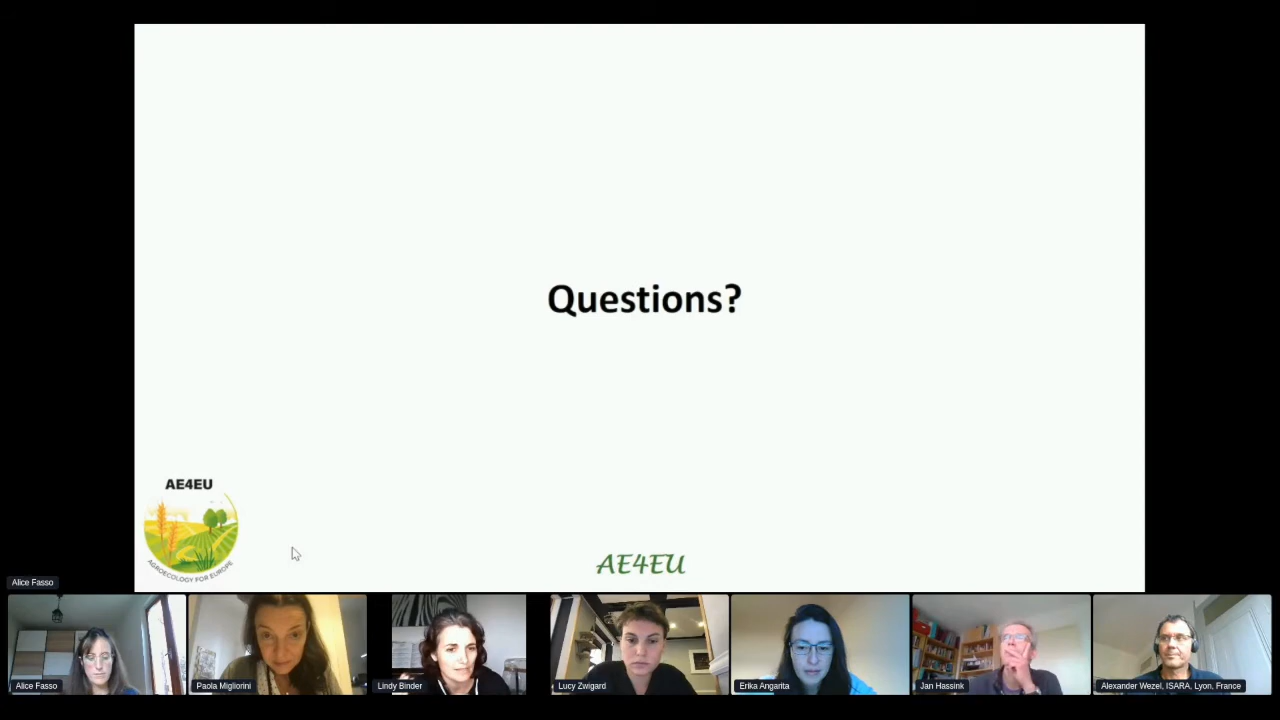 Questions?
AE4EU
AGROECOLOGY FOR EUROPE
AE4EU
Alice Fasso
Alice Fasso
Paola Migliorini
Lindy Binder
Lucy Zwigard
Erika Angarita
Jan Hassink
Alexander Wezel, ISARA, Lyon, France